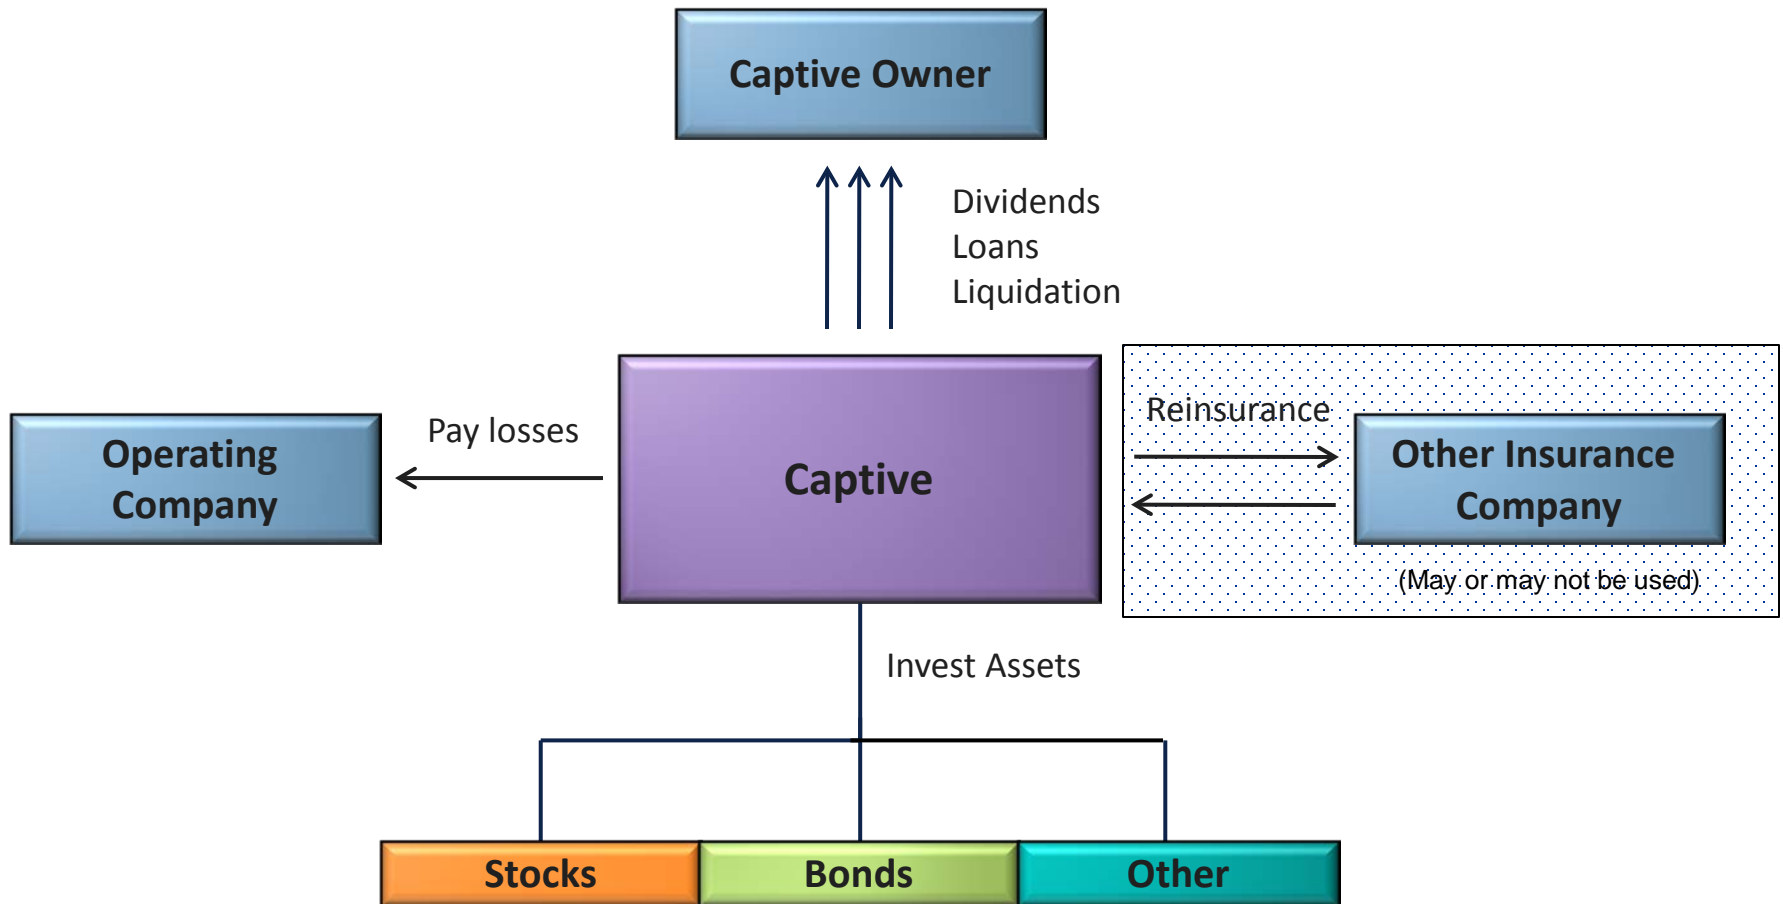 Captive Owner
Dividends
Loans
Liquidation
Operating
Company
Pay losses
Captive
Reinsurance
Other Insurance
Company
(May or may not be used)
Invest Assets
Stocks
Bonds
Other